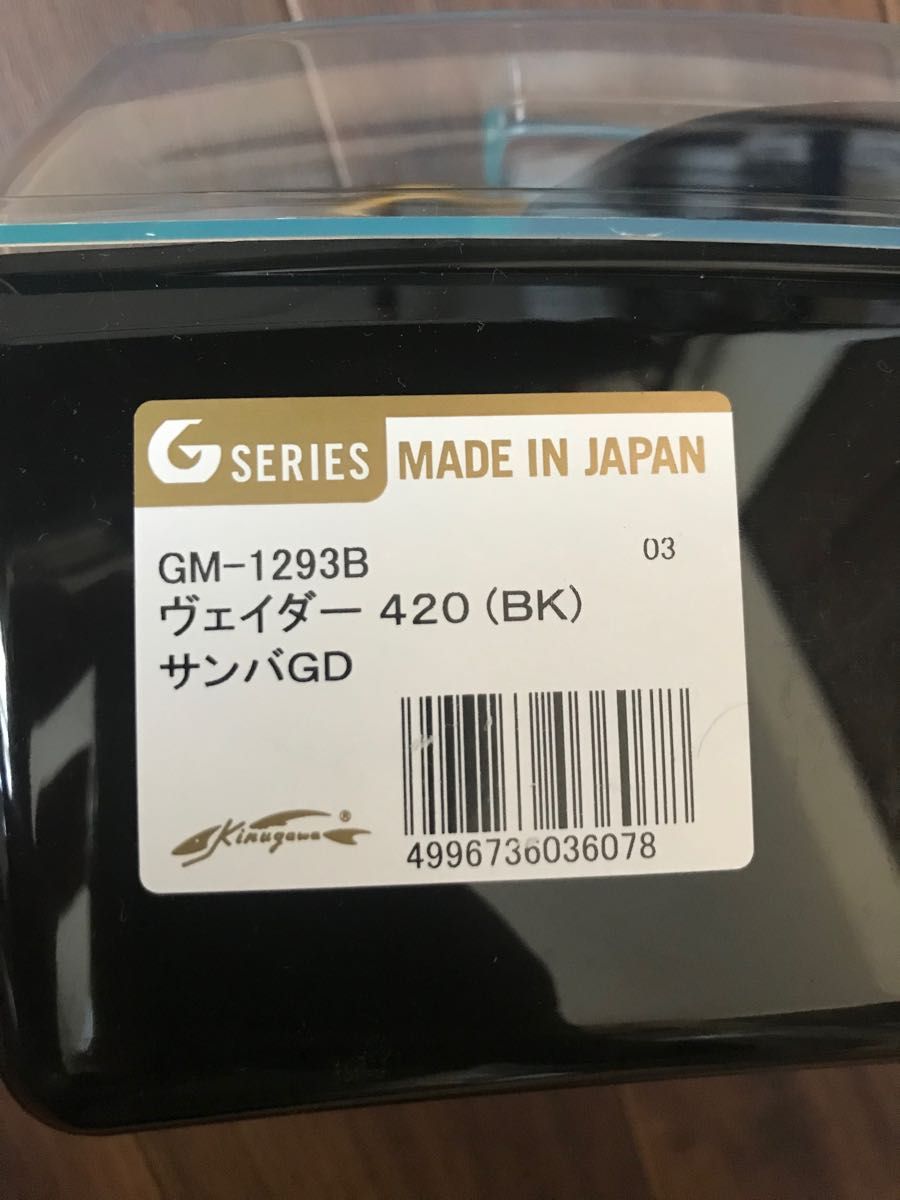 G SERIES MADE IN JAPAN
GM-1293B 03
ヴェイダー 420 (BK)
サンバGD
Kinugawa®
4996736036078